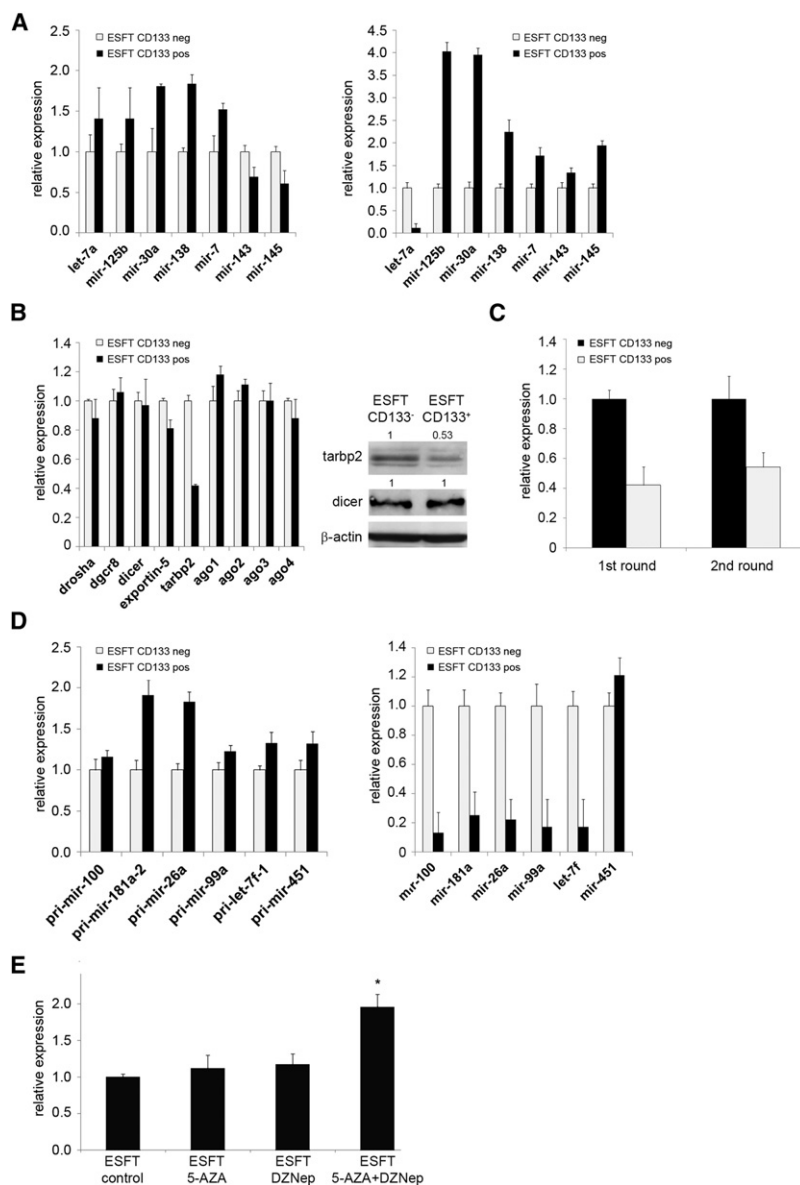 A
ESFT CD133 neg
ESFT CD133 pos
relative expression
2.5
2.0
1.5
1.0
0.5
0.0
let-7a
mir-125b
mir-30a
mir-138
mir-7
mir-143
mir-145
ESFT CD133 neg
ESFT CD133 pos
relative expression
4.5
4.0
3.5
3.0
2.5
2.0
1.5
1.0
0.5
0.0
let-7a
mir-125b
mir-30a
mir-138
mir-7
mir-143
mir-145
B
ESFT CD133 neg
ESFT CD133 pos
relative expression
1.4
1.2
1.0
0.8
0.6
0.4
0.2
0
drosha
dgcr8
dicer
exportin-5
tarbp2
ago1
ago2
ago3
ago4
ESFT ESFT
CD133- CD133+
1 0.53
tarbp2
1 1
dicer
β-actin
C
ESFT CD133 neg
ESFT CD133 pos
relative expression
1.4
1.2
1.0
0.8
0.6
0.4
0.2
0
1st round
2nd round
D
ESFT CD133 neg
ESFT CD133 pos
relative expression
2.5
2.0
1.5
1.0
0.5
0.0
pri-mir-100
pri-mir-181a-2
pri-mir-26a
pri-mir-99a
pri-let-7f-1
pri-mir-451
ESFT CD133 neg
ESFT CD133 pos
relative expression
1.4
1.2
1.0
0.8
0.6
0.4
0.2
0
mir-100
mir-181a
mir-26a
mir-99a
let-7f
mir-451
E
relative expression
2.0
1.5
1.0
0.5
0.0
*
ESFT
control
ESFT
5-AZA
ESFT
DZNep
ESFT
5-AZA+DZNep